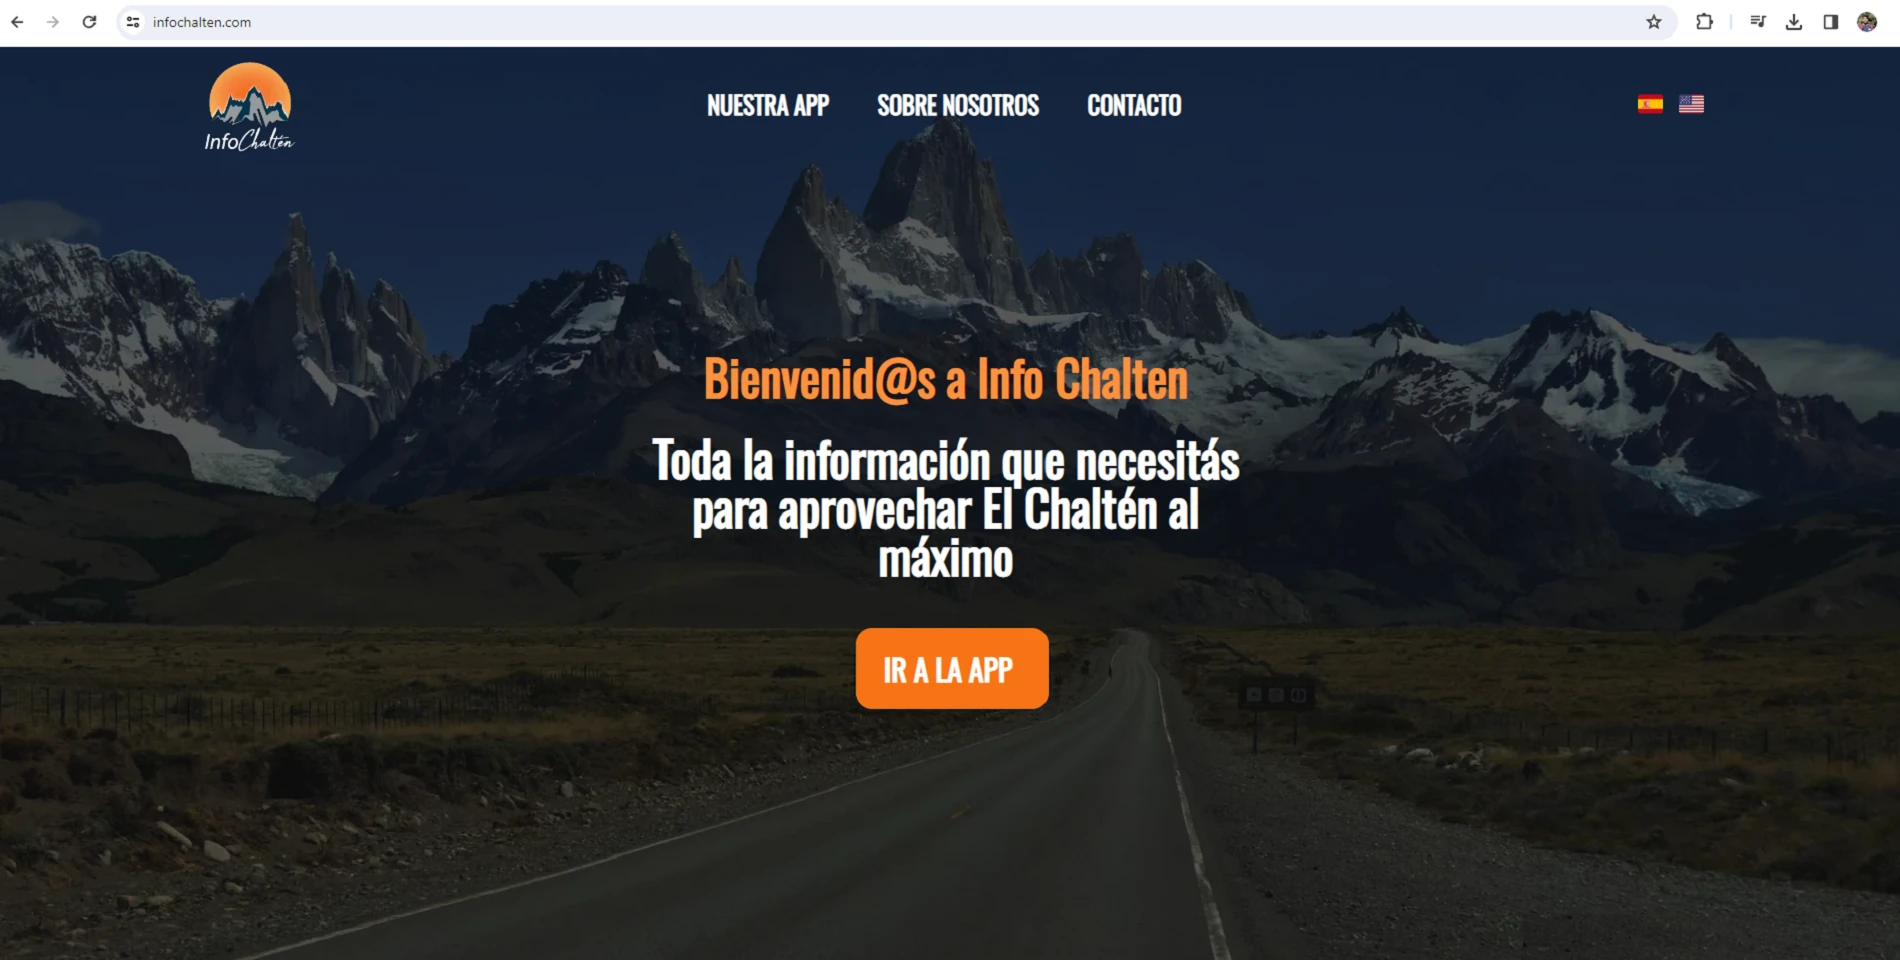 infochalten.com
InfoChaltén
NUESTRA APP
SOBRE NOSOTROS
CONTACTO
Bienvenid@s a Info Chalten
Toda la información que necesitás
para aprovechar El Chaltén al
máximo
IR A LA APP